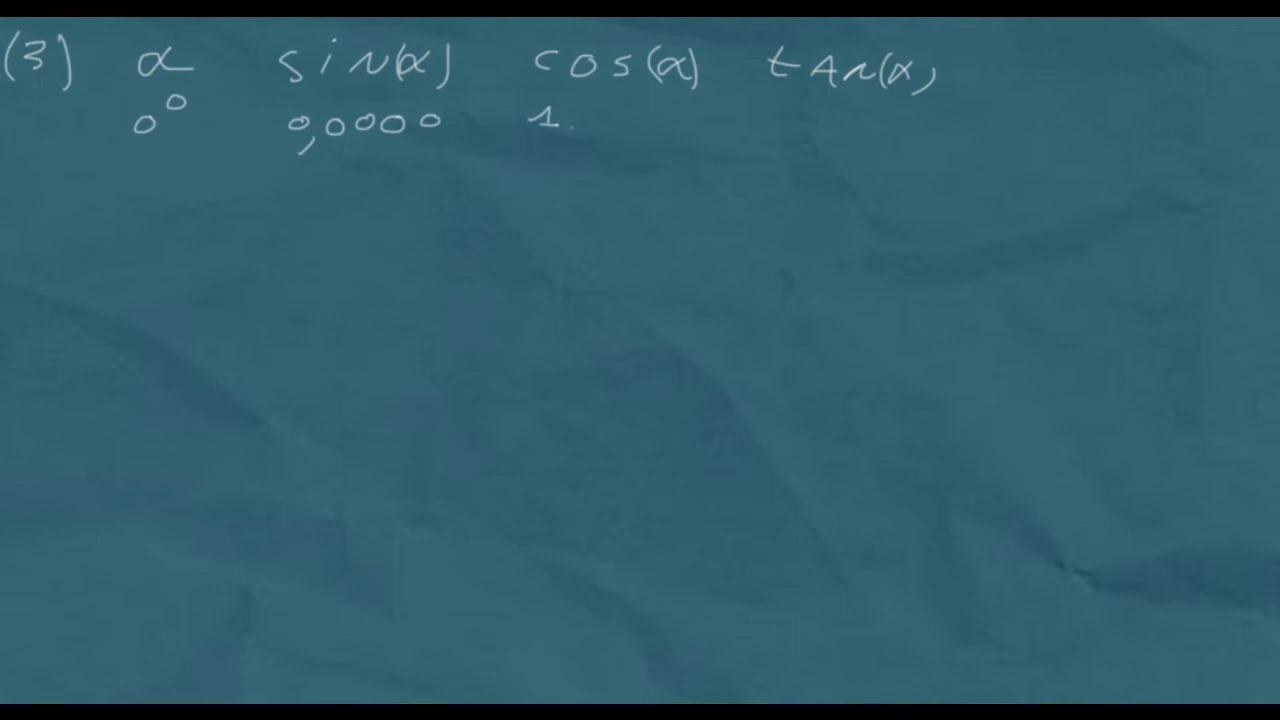 (3) α sin(α) cos(α) tan(α)
0° 0,0000 1.